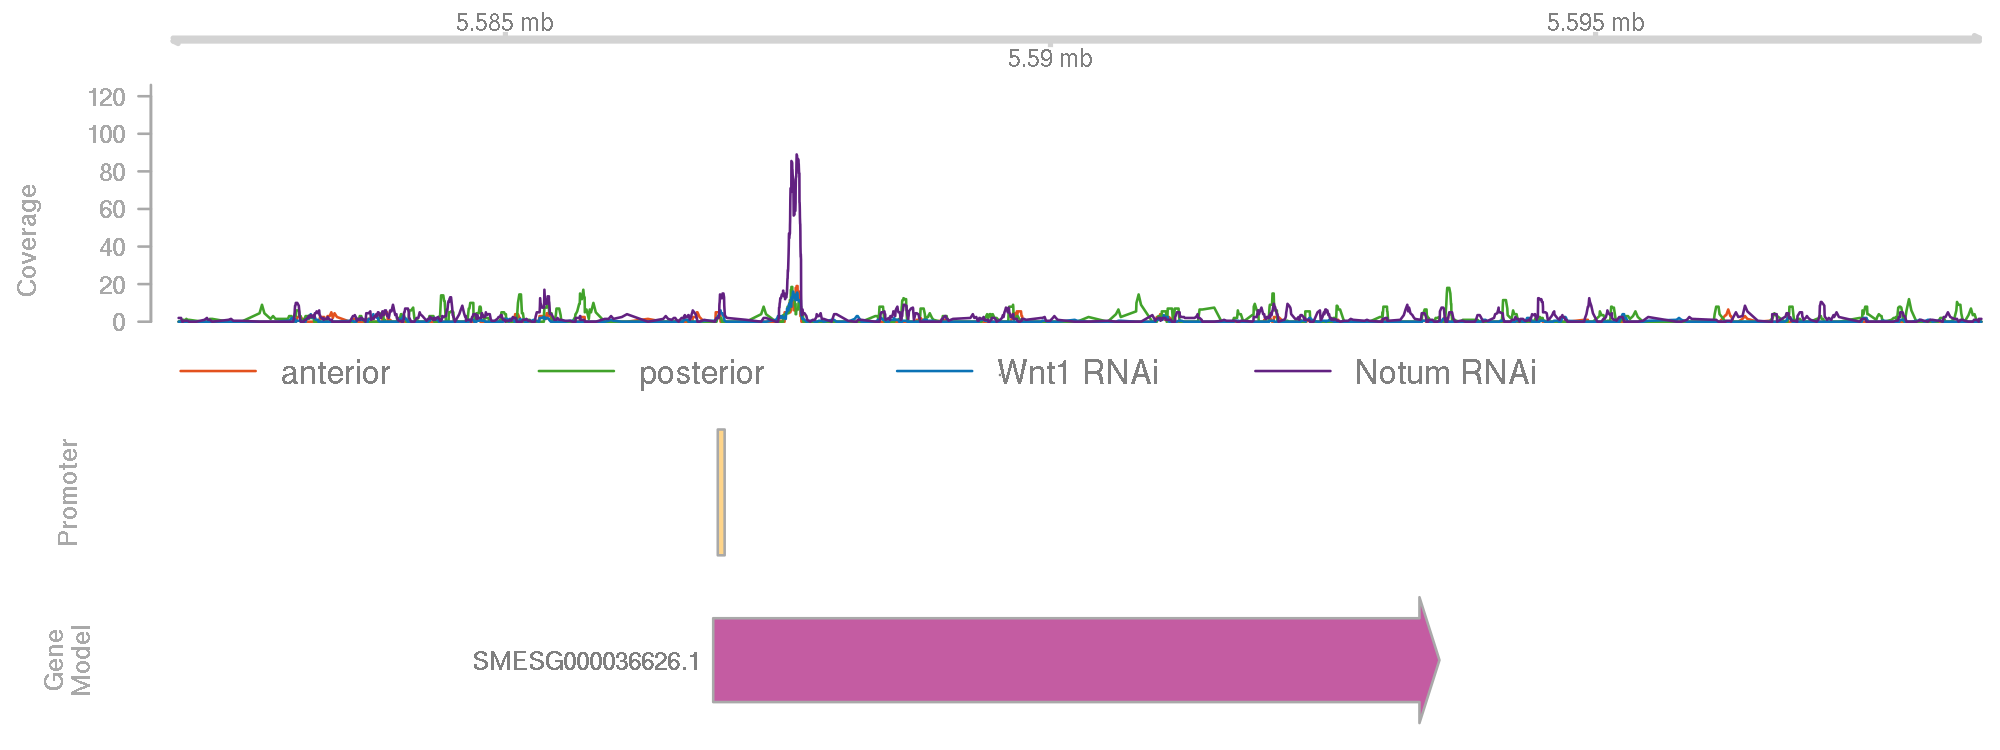 5.585 mb
5.595 mb
5.59 mb
120
100
80
60
40
20
0
Coverage
anterior
posterior
Wnt1 RNAi
Notum RNAi
Promoter
Gene
Model
SMESG000036626.1